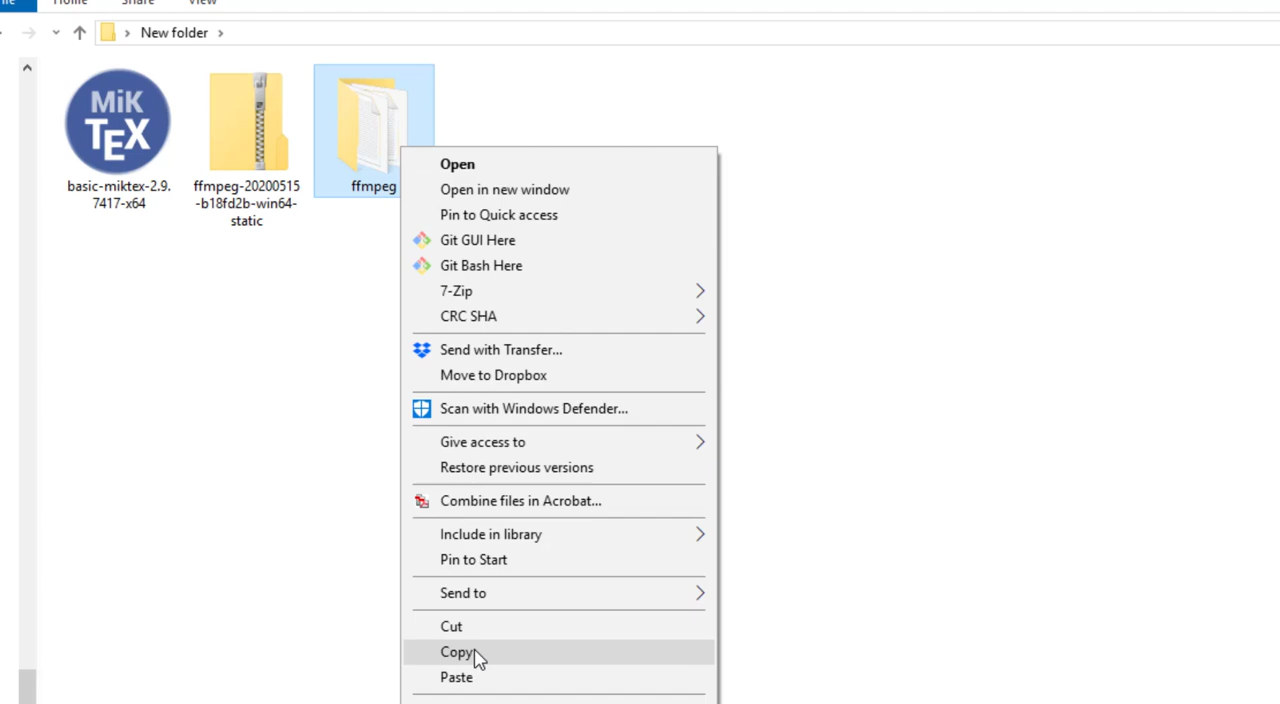 Home
Share
View
New folder
MiK
TEX
basic-miktex-2.9.
7417-x64
ffmpeg-20200515
-b18fd2b-win64-
static
ffmpeg
Open
Open in new window
Pin to Quick access
Git GUI Here
Git Bash Here
7-Zip
CRC SHA
Send with Transfer...
Move to Dropbox
Scan with Windows Defender...
Give access to
Restore previous versions
Combine files in Acrobat...
Include in library
Pin to Start
Send to
Cut
Copy
Paste